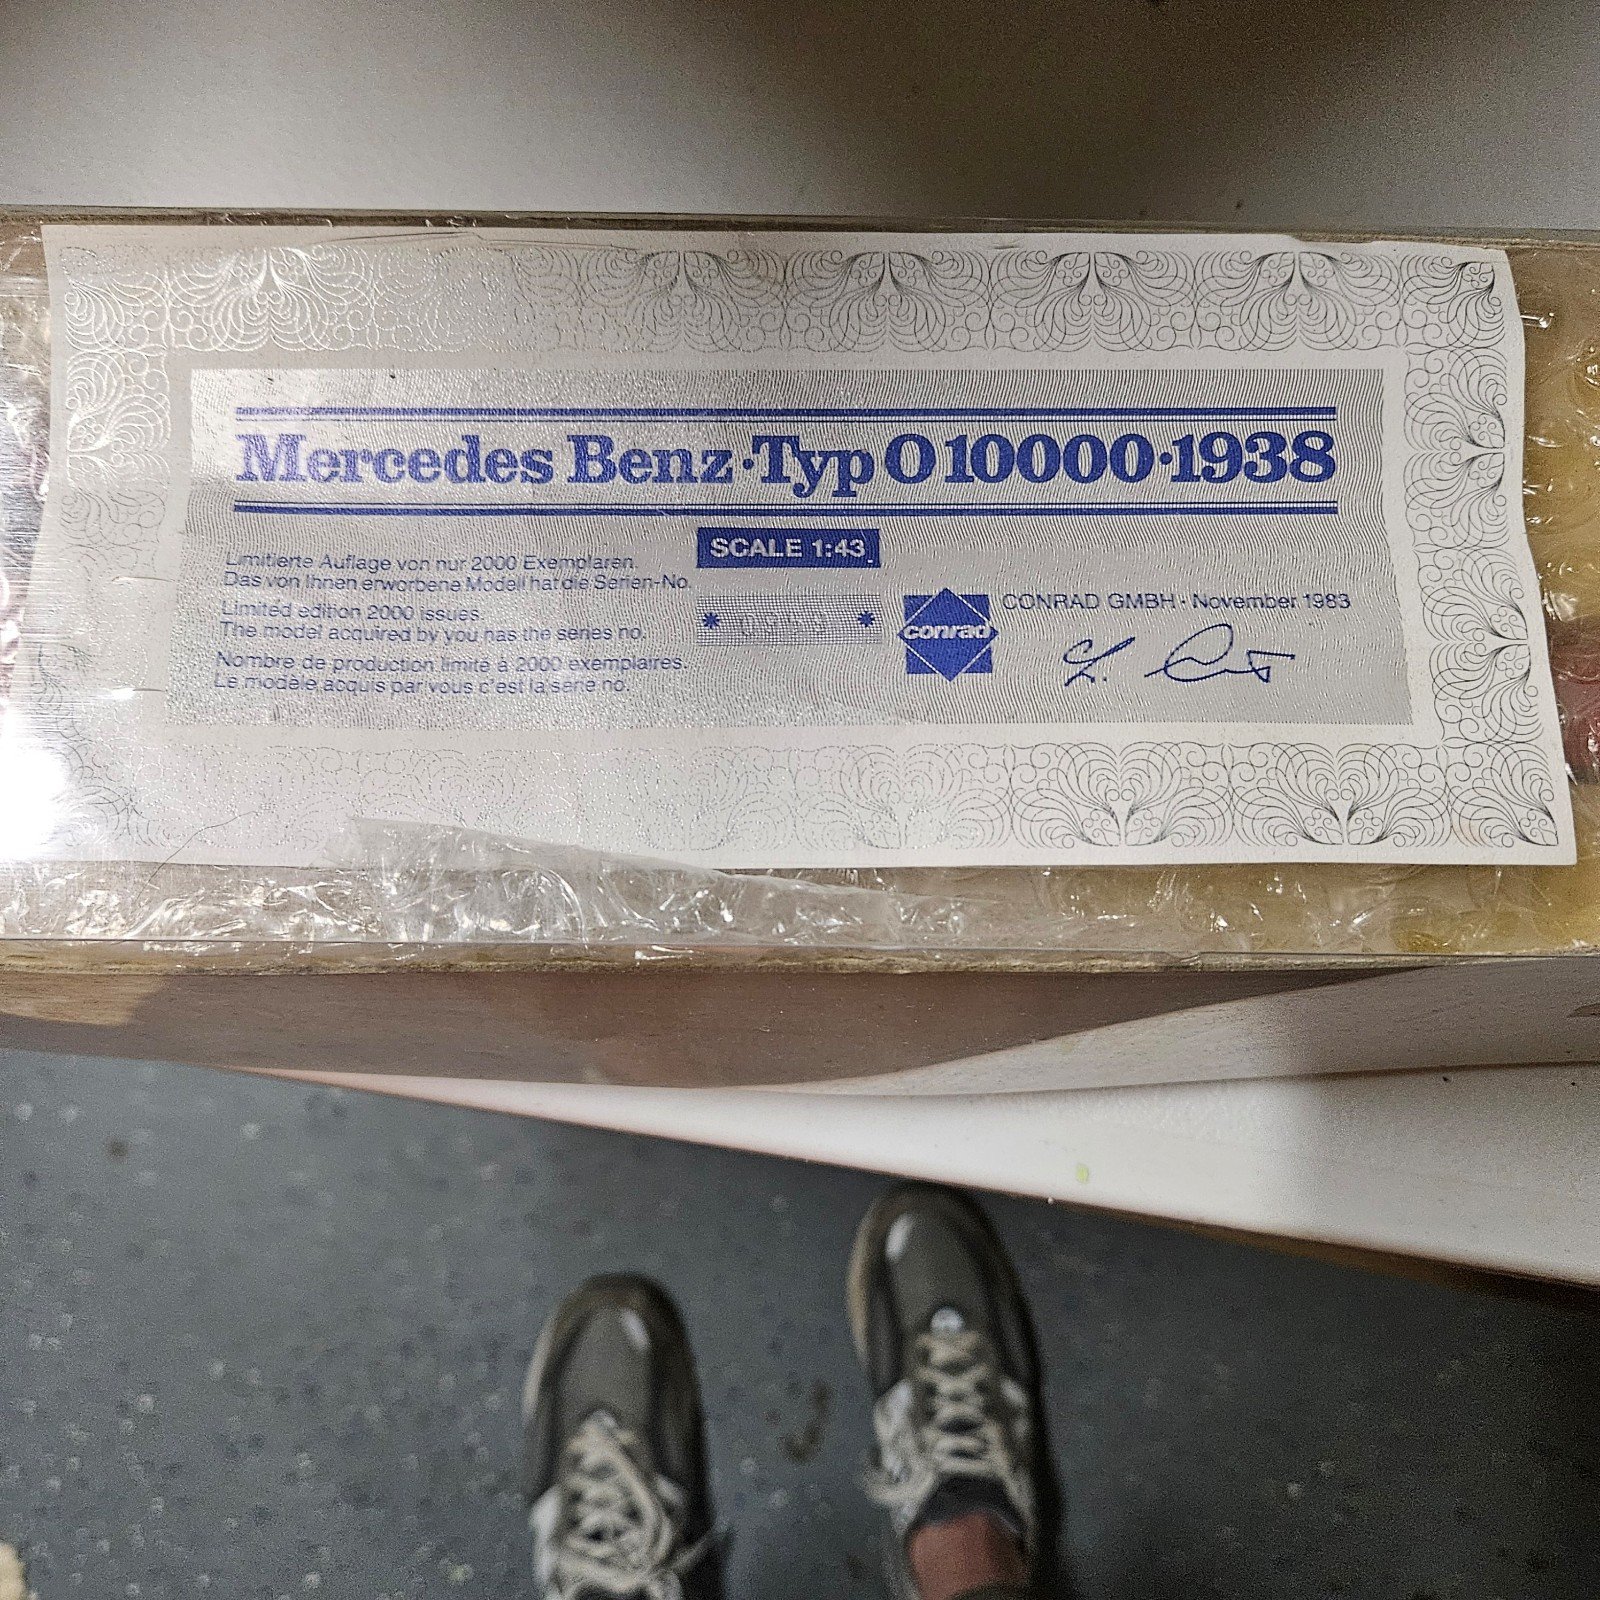 Mercedes Benz·Typ O 10000·1938
SCALE 1:43
Limitierte Auflage von nur 2000 Exemplaren.
Das von Ihnen erworbene Modell hat die Serien-No.
Limited edition 2000 issues.
The model acquired by you has the series no.
Nombre de production limité à 2000 exemplaires.
Le modèle acquis par vous c'est la série no.
* *
conrad
CONRAD GMBH · November 1983